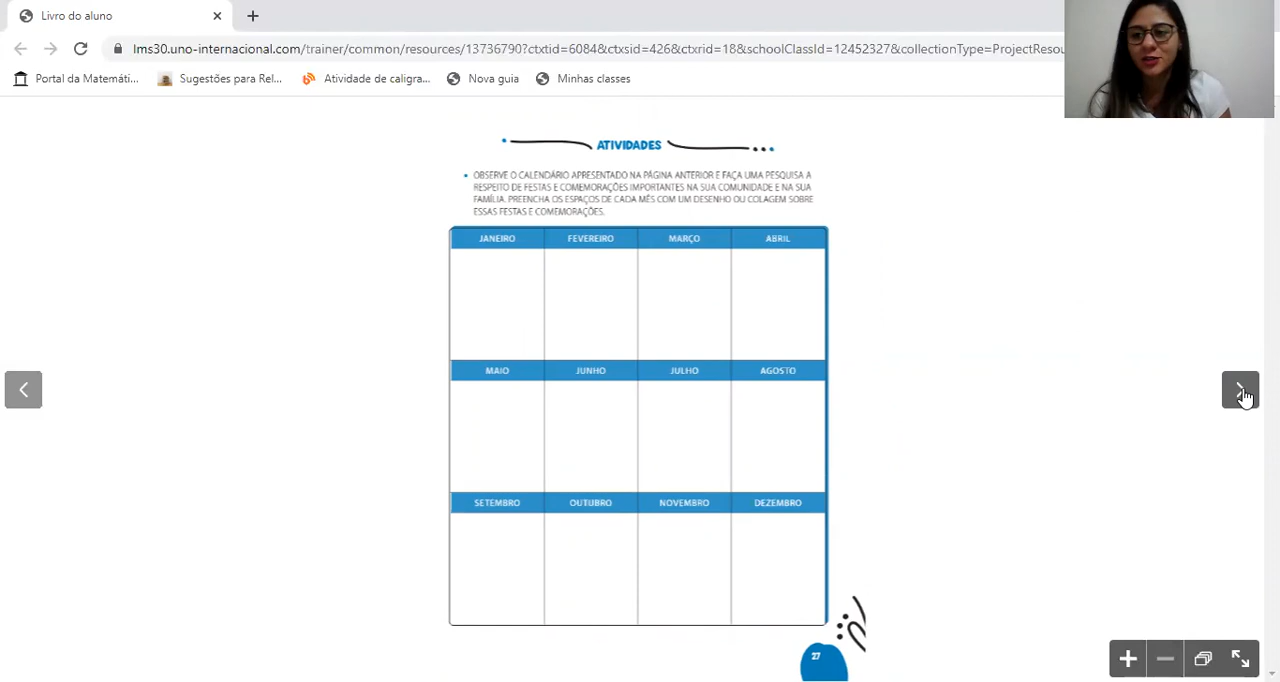 Livro do aluno
lms30.uno-internacional.com/trainer/common/resources/13736790?ctxtid=6084&ctxsid=426&ctxrid=18&schoolClassId=12452327&collectionType=ProjectResou
Portal da Matemáti... Sugestões para Rel... Atividade de caligra... Nova guia Minhas classes
ATIVIDADES
• OBSERVE O CALENDÁRIO APRESENTADO NA PÁGINA ANTERIOR E FAÇA UMA PESQUISA A
RESPEITO DE FESTAS E COMEMORAÇÕES IMPORTANTES NA SUA COMUNIDADE E NA SUA
FAMÍLIA. PREENCHA OS ESPAÇOS DE CADA MÊS COM UM DESENHO OU COLAGEM SOBRE
ESSAS FESTAS E COMEMORAÇÕES.
JANEIRO FEVEREIRO MARÇO ABRIL
MAIO JUNHO JULHO AGOSTO
SETEMBRO OUTUBRO NOVEMBRO DEZEMBRO
27